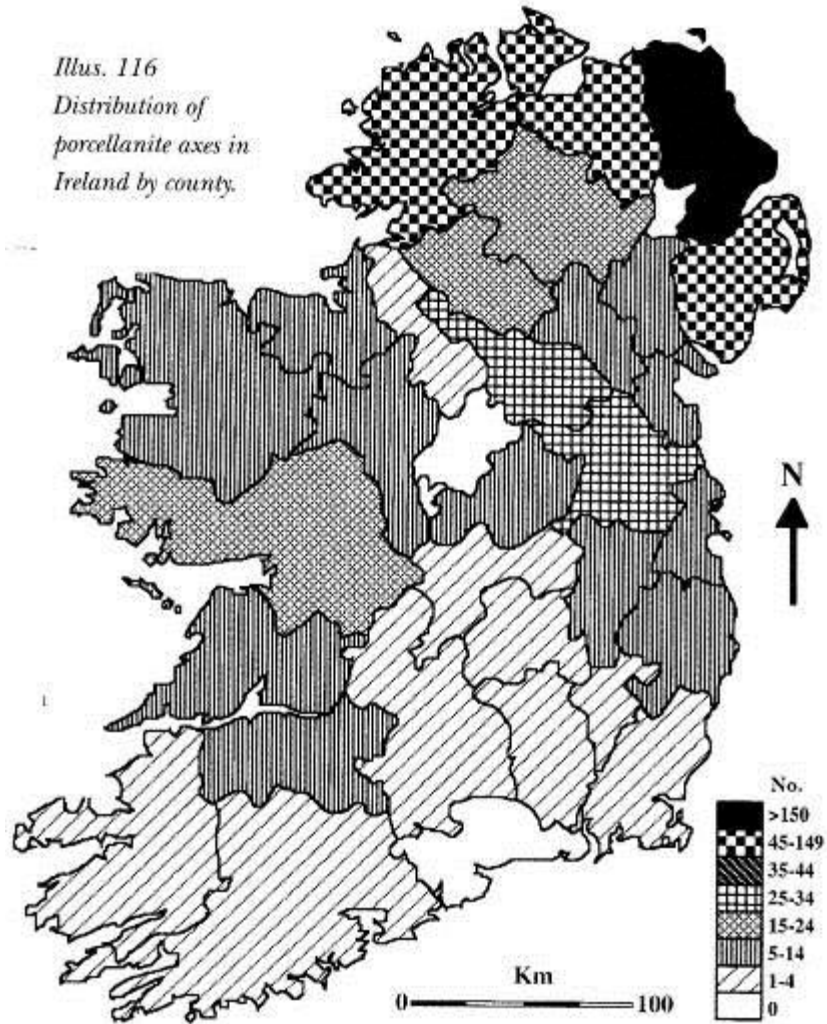 Illus. 116
Distribution of
porcellanite axes in
Ireland by county.
N
No.
>150
45-149
35-44
25-34
15-24
5-14
1-4
0
Km
0 100